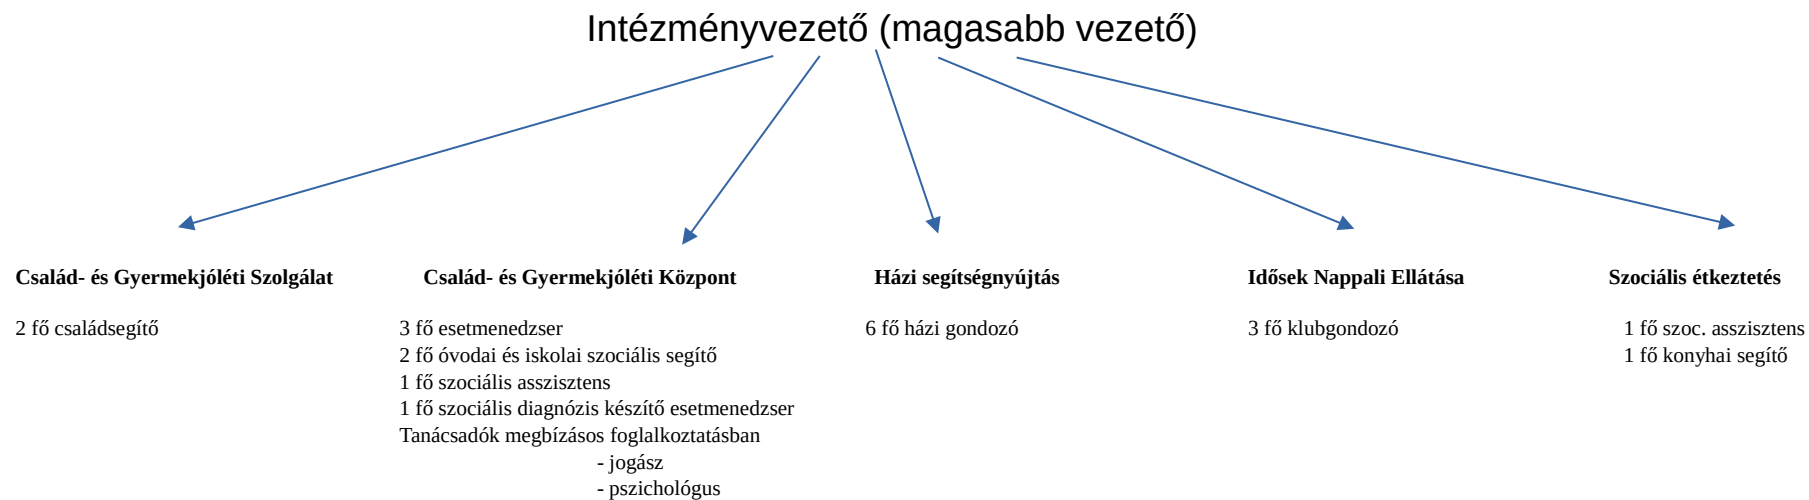 Intézményvezető (magasabb vezető)
Család- és Gyermekjóléti Szolgálat
2 fő családsegítő
Család- és Gyermekjóléti Központ
3 fő esetmenedzser
2 fő óvodai és iskolai szociális segítő
1 fő szociális asszisztens
1 fő szociális diagnózis készítő esetmenedzser
Tanácsadók megbízásos foglalkoztatásban
- jogász
- pszichológus
Házi segítségnyújtás
6 fő házi gondozó
Idősek Nappali Ellátása
3 fő klubgondozó
Szociális étkeztetés
1 fő szoc. asszisztens
1 fő konyhai segítő